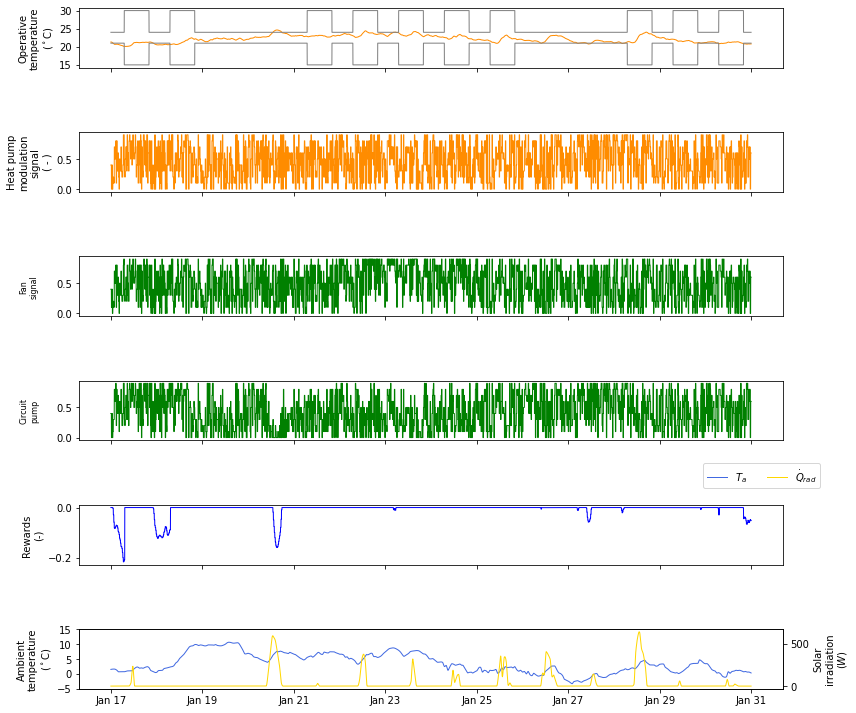 Operative
temperature
(°C)
30
25
20
15
Heat pump
modulation
signal
( - )
0.5
0.0
Fan
signal
0.5
0.0
Circuit
pump
0.5
0.0
T_a
Q̇_rad
Rewards
(-)
0.0
−0.2
Ambient
temperature
(°C)
15
10
5
0
−5
500
0
Solar
irradiation
(W)
Jan 17 Jan 19 Jan 21 Jan 23 Jan 25 Jan 27 Jan 29 Jan 31